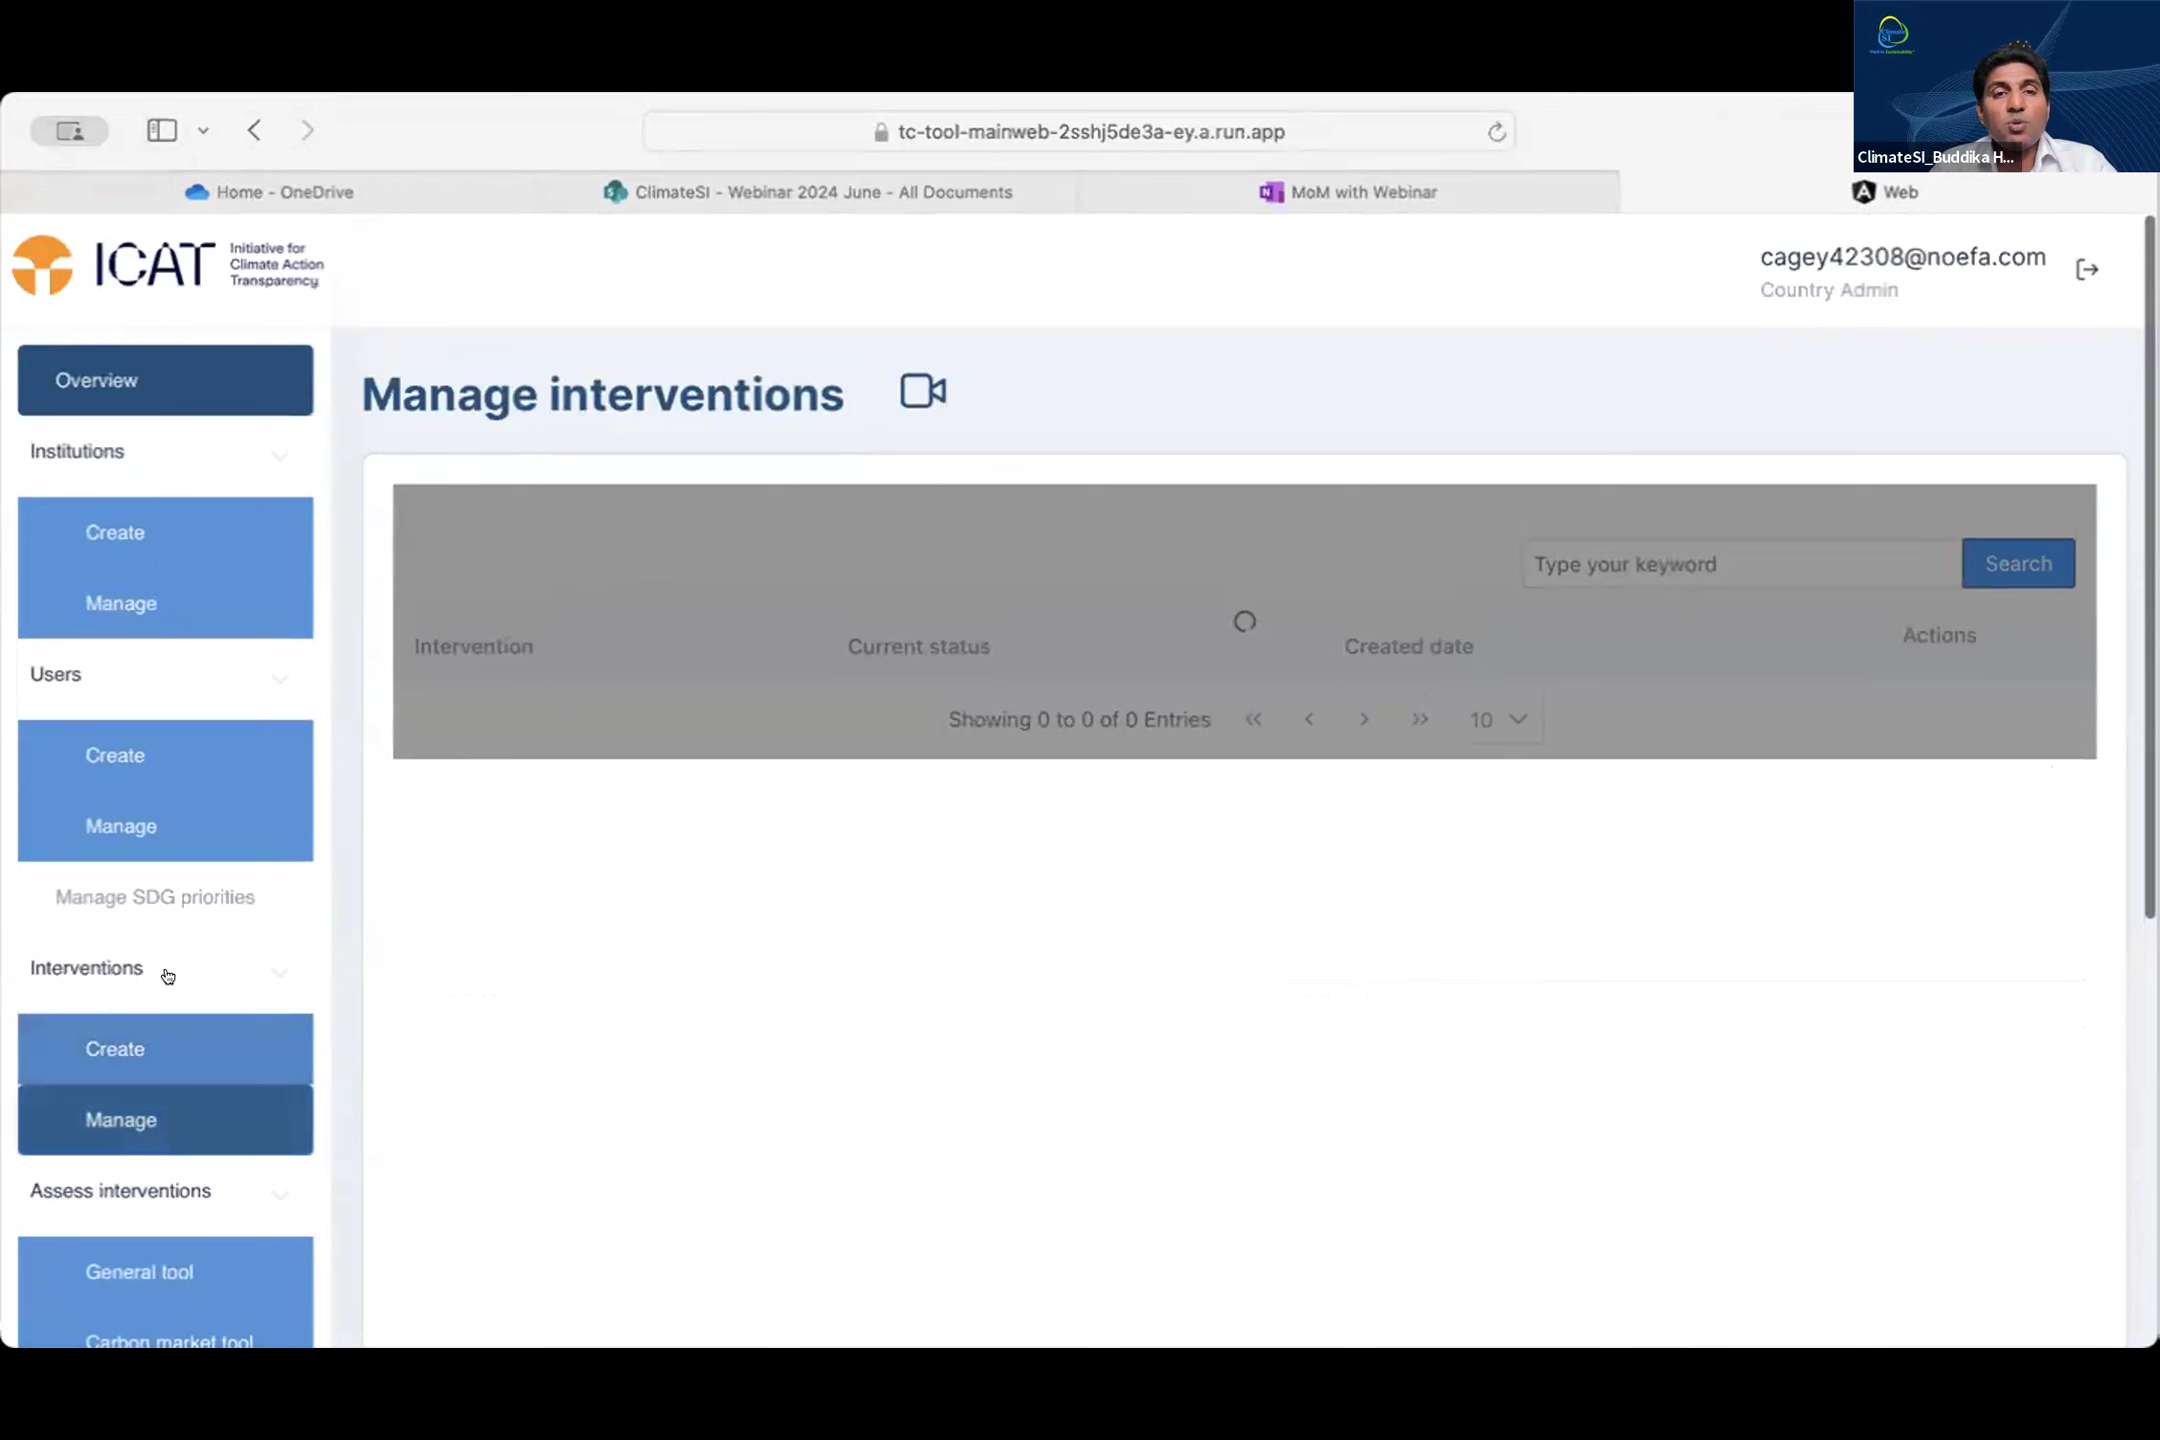 tc-tool-mainweb-2sshj5de3a-ey.a.run.app
ClimateSI_Buddika H...
Home - OneDrive
ClimateSI - Webinar 2024 June - All Documents
MoM with Webinar
Web
ICAT
Initiative for
Climate Action
Transparency
cagey42308@noefa.com
Country Admin
Overview
Institutions
Create
Manage
Users
Create
Manage
Manage SDG priorities
Interventions
Create
Manage
Assess interventions
General tool
Carbon market tool
Manage interventions
Type your keyword
Search
Intervention
Current status
Created date
Actions
Showing 0 to 0 of 0 Entries
10